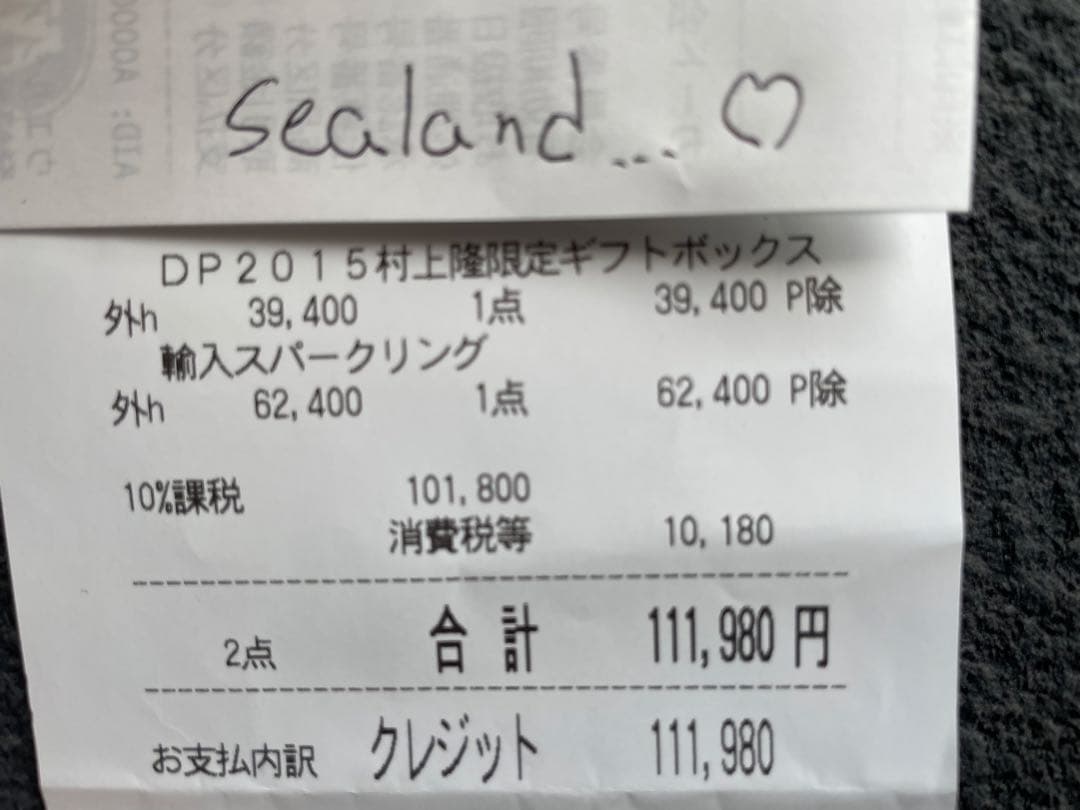 sealand... ♡
DP2015村上隆限定ギフトボックス
外h 39,400 1点 39,400 P除
輸入スパークリング
外h 62,400 1点 62,400 P除
10%課税 101,800
消費税等 10,180
2点 合計 111,980円
お支払内訳 クレジット 111,980